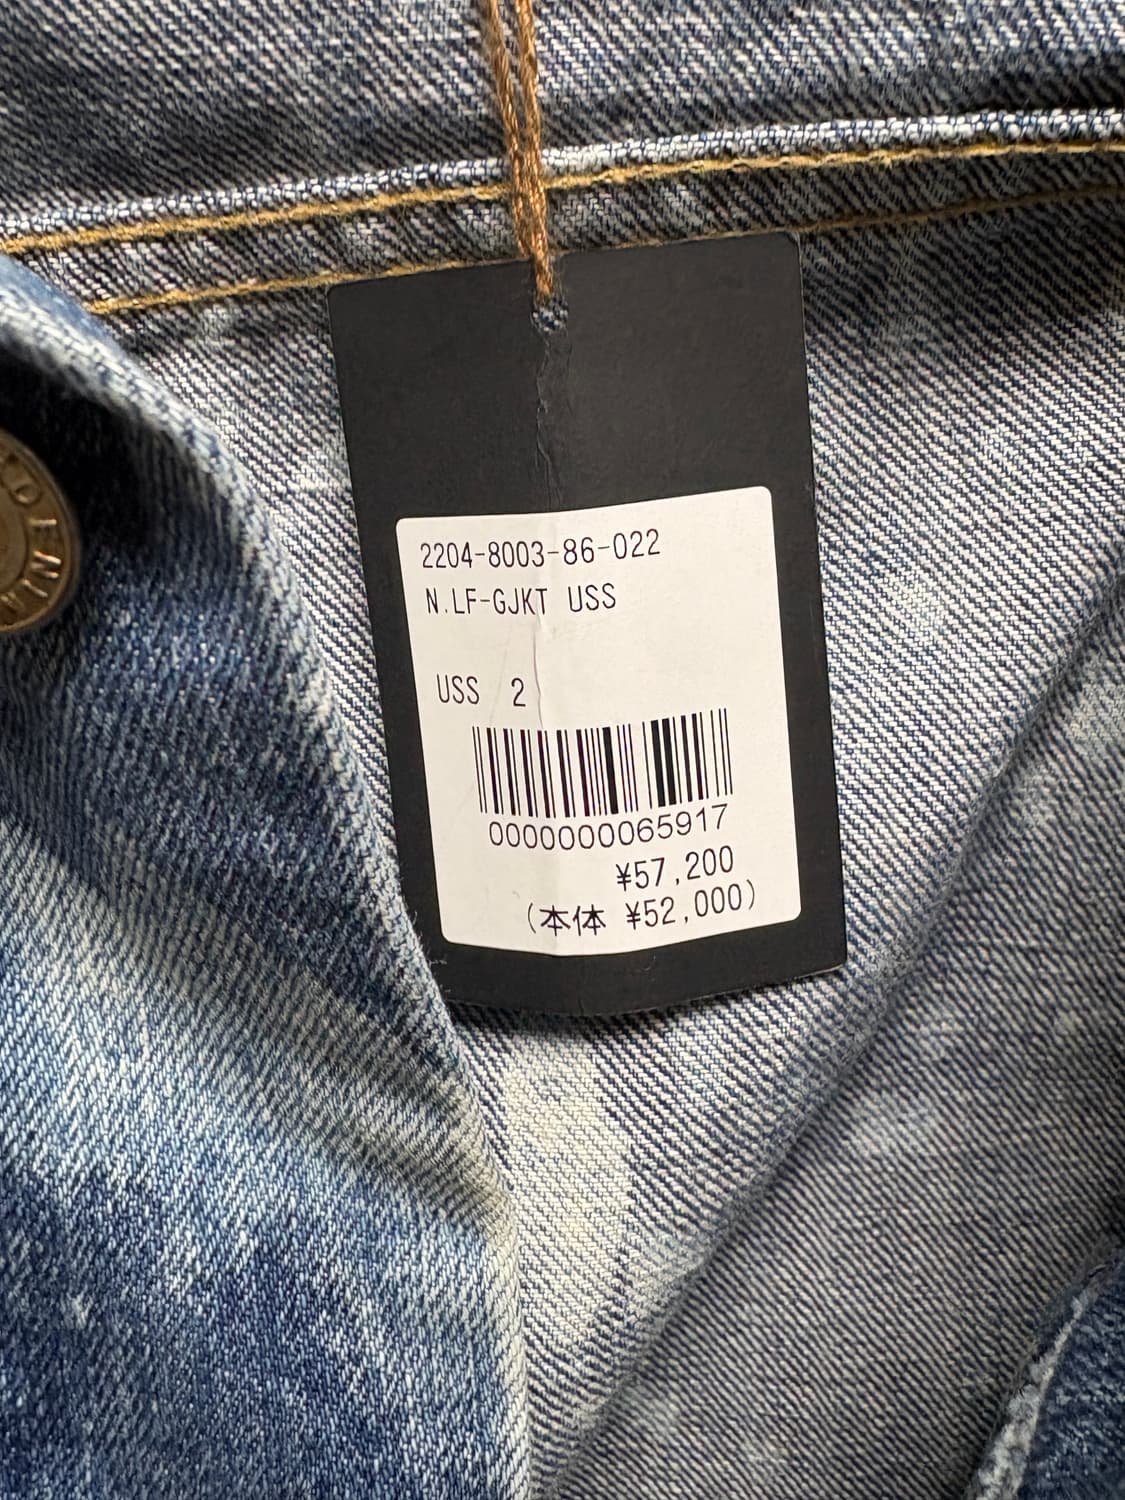 2204-8003-86-022
N.LF-GJKT USS
USS 2
0000000065917
¥57,200
(本体 ¥52,000)